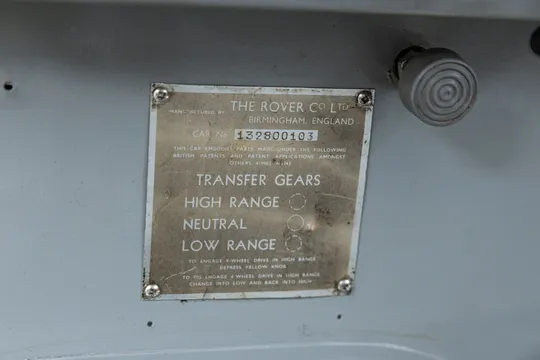 THE ROVER CO LTD
MANUFACTURED BY
BIRMINGHAM, ENGLAND
CAR No 132800103
THIS CAR AMONGST PARTS MADE UNDER THE FOLLOWING
BRITISH PATENTS AND PATENT APPLICATIONS AMONGST
OTHERS
TRANSFER GEARS
HIGH RANGE
NEUTRAL
LOW RANGE
TO ENGAGE 4-WHEEL DRIVE IN HIGH RANGE
DEPRESS YELLOW KNOB
TO ENGAGE 4-WHEEL DRIVE IN HIGH RANGE
CHANGE INTO LOW AND BACK INTO HIGH